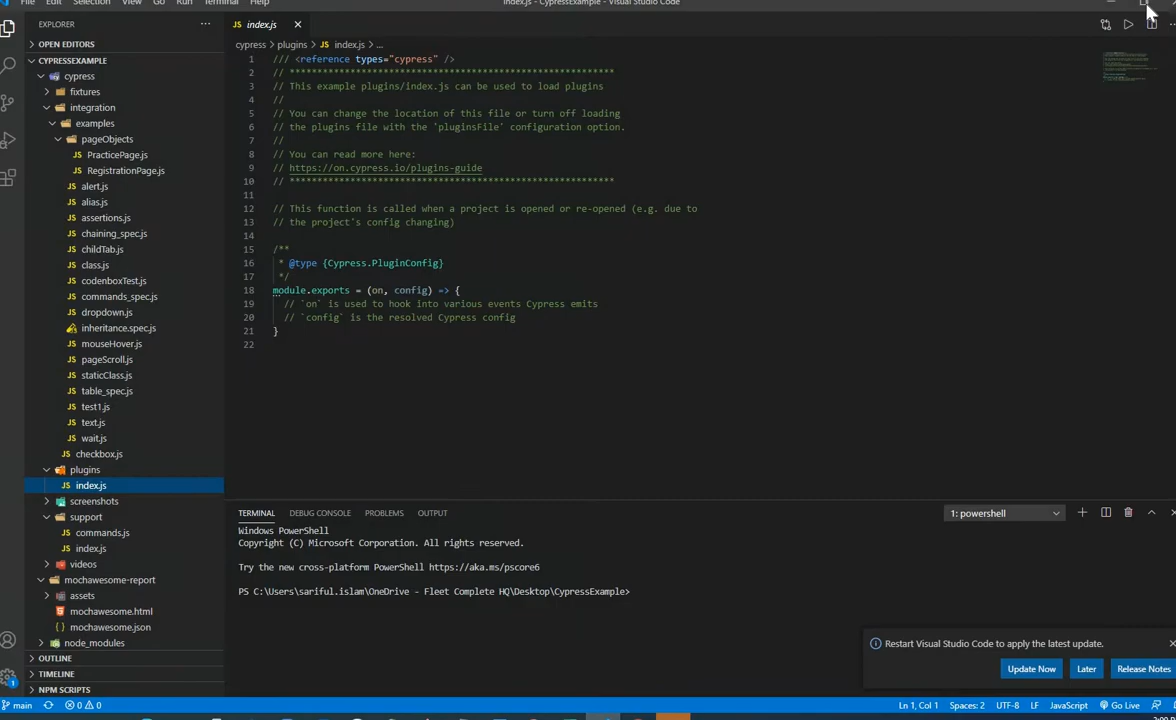 File Edit Selection View Go Run Terminal Help
index.js - CypressExample - Visual Studio Code
EXPLORER ...
OPEN EDITORS
CYPRESSEXAMPLE
cypress
fixtures
integration
examples
pageObjects
PracticePage.js
RegistrationPage.js
alert.js
alias.js
assertions.js
chaining_spec.js
childTab.js
class.js
codenboxTest.js
commands_spec.js
dropdown.js
inheritance.spec.js
mouseHover.js
pageScroll.js
staticClass.js
table_spec.js
test1.js
text.js
wait.js
checkbox.js
plugins
index.js
screenshots
support
commands.js
index.js
videos
mochawesome-report
assets
mochawesome.html
mochawesome.json
node_modules
OUTLINE
TIMELINE
NPM SCRIPTS
JS index.js
cypress > plugins > JS index.js > ...
1 /// <reference types="cypress" />
2 // ***********************************************************
3 // This example plugins/index.js can be used to load plugins
4 //
5 // You can change the location of this file or turn off loading
6 // the plugins file with the 'pluginsFile' configuration option.
7 //
8 // You can read more here:
9 // https://on.cypress.io/plugins-guide
10 // ***********************************************************
11
12 // This function is called when a project is opened or re-opened (e.g. due to
13 // the project's config changing)
14
15 /**
16 * @type {Cypress.PluginConfig}
17 */
18 module.exports = (on, config) => {
19 // `on` is used to hook into various events Cypress emits
20 // `config` is the resolved Cypress config
21 }
22
TERMINAL DEBUG CONSOLE PROBLEMS OUTPUT
1: powershell
Windows PowerShell
Copyright (C) Microsoft Corporation. All rights reserved.
Try the new cross-platform PowerShell https://aka.ms/pscore6
PS C:\Users\sariful.islam\OneDrive - Fleet Complete HQ\Desktop\CypressExample>
Restart Visual Studio Code to apply the latest update.
Update Now Later Release Notes
main 0 0 Ln 1, Col 1 Spaces: 2 UTF-8 LF JavaScript Go Live